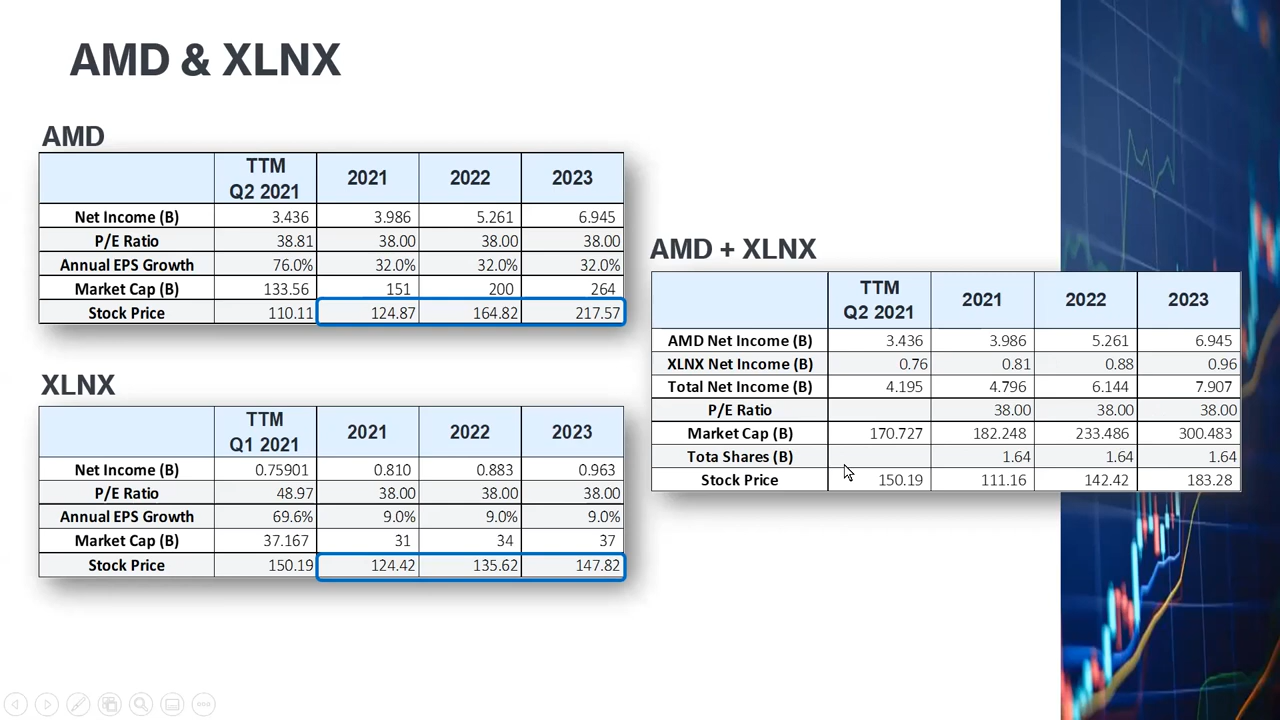 AMD & XLNX
AMD
TTM Q2 2021 2021 2022 2023
Net Income (B) 3.436 3.986 5.261 6.945
P/E Ratio 38.81 38.00 38.00 38.00
Annual EPS Growth 76.0% 32.0% 32.0% 32.0%
Market Cap (B) 133.56 151 200 264
Stock Price 110.11 124.87 164.82 217.57
XLNX
TTM Q1 2021 2021 2022 2023
Net Income (B) 0.75901 0.810 0.883 0.963
P/E Ratio 48.97 38.00 38.00 38.00
Annual EPS Growth 69.6% 9.0% 9.0% 9.0%
Market Cap (B) 37.167 31 34 37
Stock Price 150.19 124.42 135.62 147.82
AMD + XLNX
TTM Q2 2021 2021 2022 2023
AMD Net Income (B) 3.436 3.986 5.261 6.945
XLNX Net Income (B) 0.76 0.81 0.88 0.96
Total Net Income (B) 4.195 4.796 6.144 7.907
P/E Ratio 38.00 38.00 38.00
Market Cap (B) 170.727 182.248 233.486 300.483
Tota Shares (B) 1.64 1.64 1.64
Stock Price 150.19 111.16 142.42 183.28